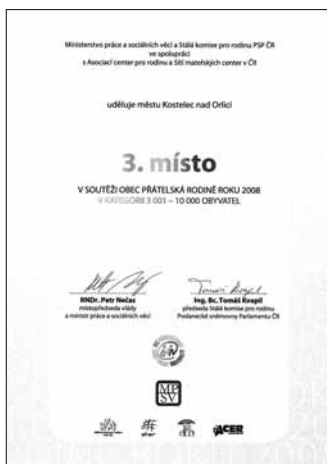 Ministerstvo práce a sociálních věcí a Stálá komise pro rodinu PSP ČR
ve spolupráci
s Asociací center pro rodinu a Sítí mateřských center v ČR
uděluje městu Kostelec nad Orlicí
3. místo
V SOUTĚŽI OBEC PŘÁTELSKÁ RODINĚ ROKU 2008
V KATEGORII 3 001 – 10 000 OBYVATEL
RNDr. Petr Nečas
místopředseda vlády
a ministr práce a sociálních věcí
Ing. Bc. Tomáš Kvapil
předseda Stálé komise pro rodinu
Poslanecké sněmovny Parlamentu ČR
MP
SV
ACER